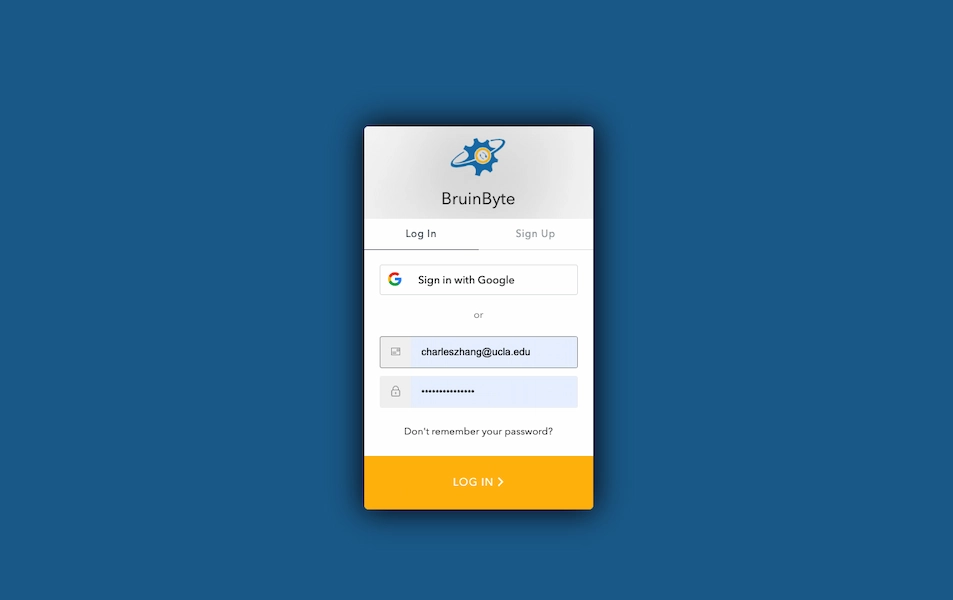 BruinByte
Log In
Sign Up
Sign in with Google
or
charleszhang@ucla.edu
•••••••••••••••
Don't remember your password?
LOG IN >